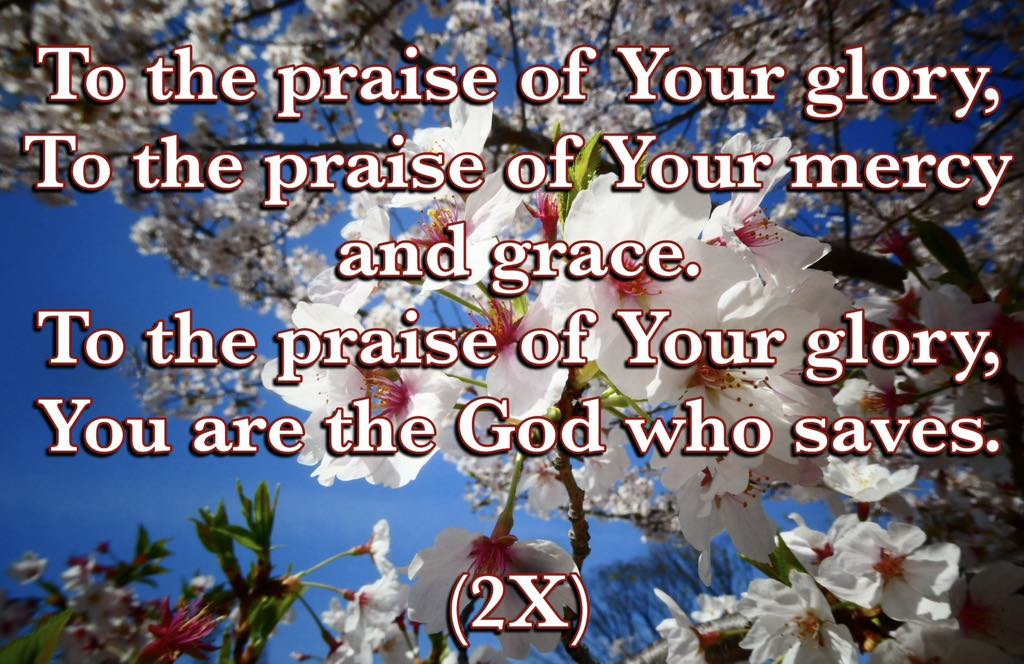 To the praise of Your glory,
To the praise of Your mercy
and grace.
To the praise of Your glory,
You are the God who saves.
(2X)